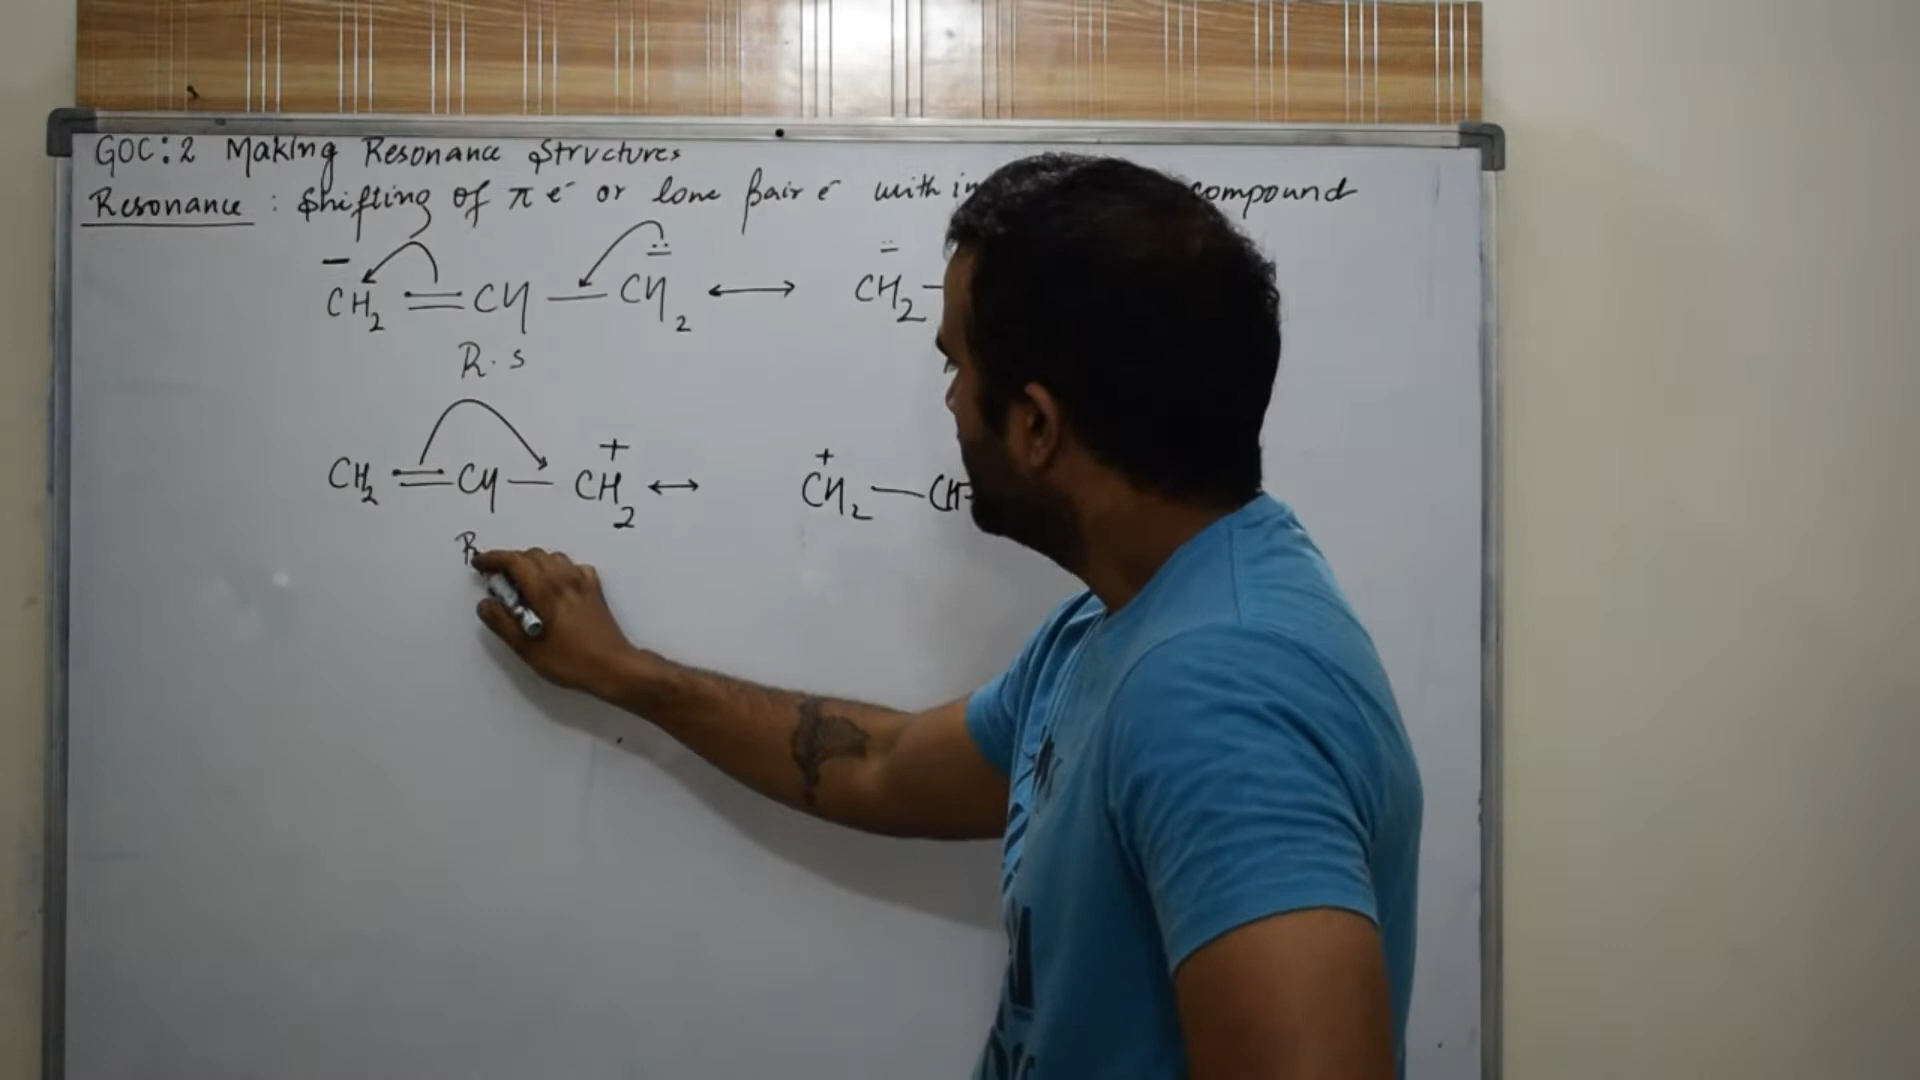 GOC:2 Making Resonance Structures
Resonance : Shifting of π e⁻ or lone pair e⁻ with in compound
CH₂ = CH — CH₂ ⟷ CH₂ —
R.S
CH₂ = CH — CH₂ ⟷ CH₂ — CH
R